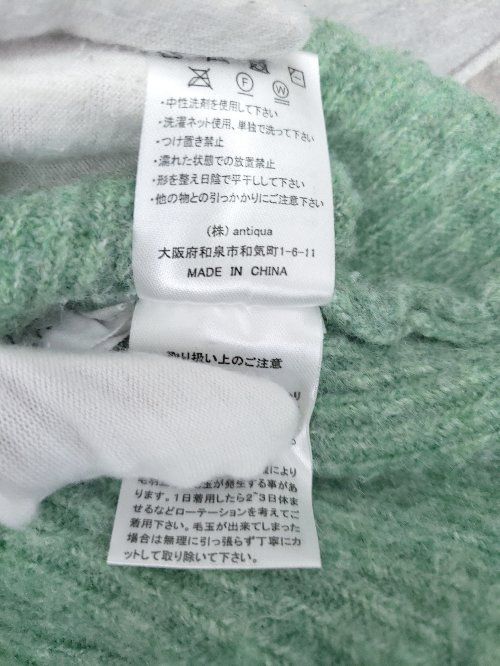 F W
・中性洗剤を使用して下さい
・洗濯ネット使用、単独で洗って下さい
・つけ置き禁止
・濡れた状態での放置禁止
・形を整え日陰で平干しして下さい
・他の物との引っかかりにご注意下さい
(株) antiqua
大阪府和泉市和気町1-6-11
MADE IN CHINA
取り扱い上のご注意
により
毛羽
玉が発生する事があ
ります。1日着用したら2~3日休ま
せるなどローテーションを考えてご
着用下さい。毛玉が出来てしまった
場合は無理に引っ張らず丁寧にカ
ットして取り除いて下さい。